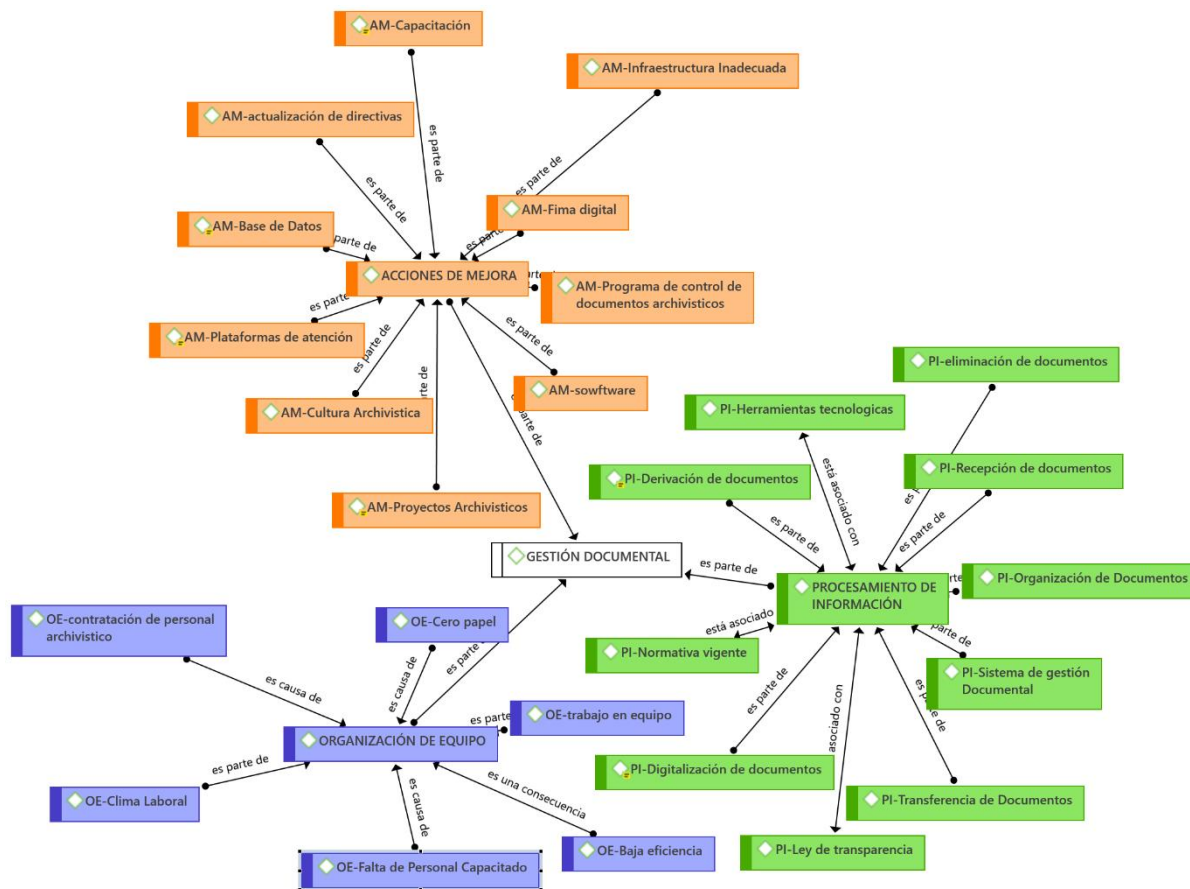 AM-Capacitación
AM-Infraestructura Inadecuada
es parte de
AM-actualización de directivas
es parte de
es parte de
AM-Fima digital
AM-Base de Datos
parte de
es parte
ACCIONES DE MEJORA
AM-Programa de control de
documentos archivisticos
es parte
AM-Plataformas de atención
es parte de
es parte de
AM-sowftware
AM-Cultura Archivistica
parte de
PI-eliminación de documentos
PI-Herramientas tecnologicas
PI-Recepción de documentos
está asociado con
PI-Derivación de documentos
AM-Proyectos Archivisticos
es parte de
es parte de
GESTIÓN DOCUMENTAL
es parte de
PROCESAMIENTO DE
INFORMACIÓN
PI-Organización de Documentos
OE-contratación de personal
archivistico
OE-Cero papel
está asociado
parte de
PI-Normativa vigente
es parte
PI-Sistema de gestión
Documental
es causa de
es causa de
es parte de
OE-trabajo en equipo
es parte
ORGANIZACIÓN DE EQUIPO
asociado con
PI-Digitalización de documentos
es parte de
es una consecuencia
OE-Clima Laboral
PI-Transferencia de Documentos
es causa de
OE-Baja eficiencia
PI-Ley de transparencia
OE-Falta de Personal Capacitado